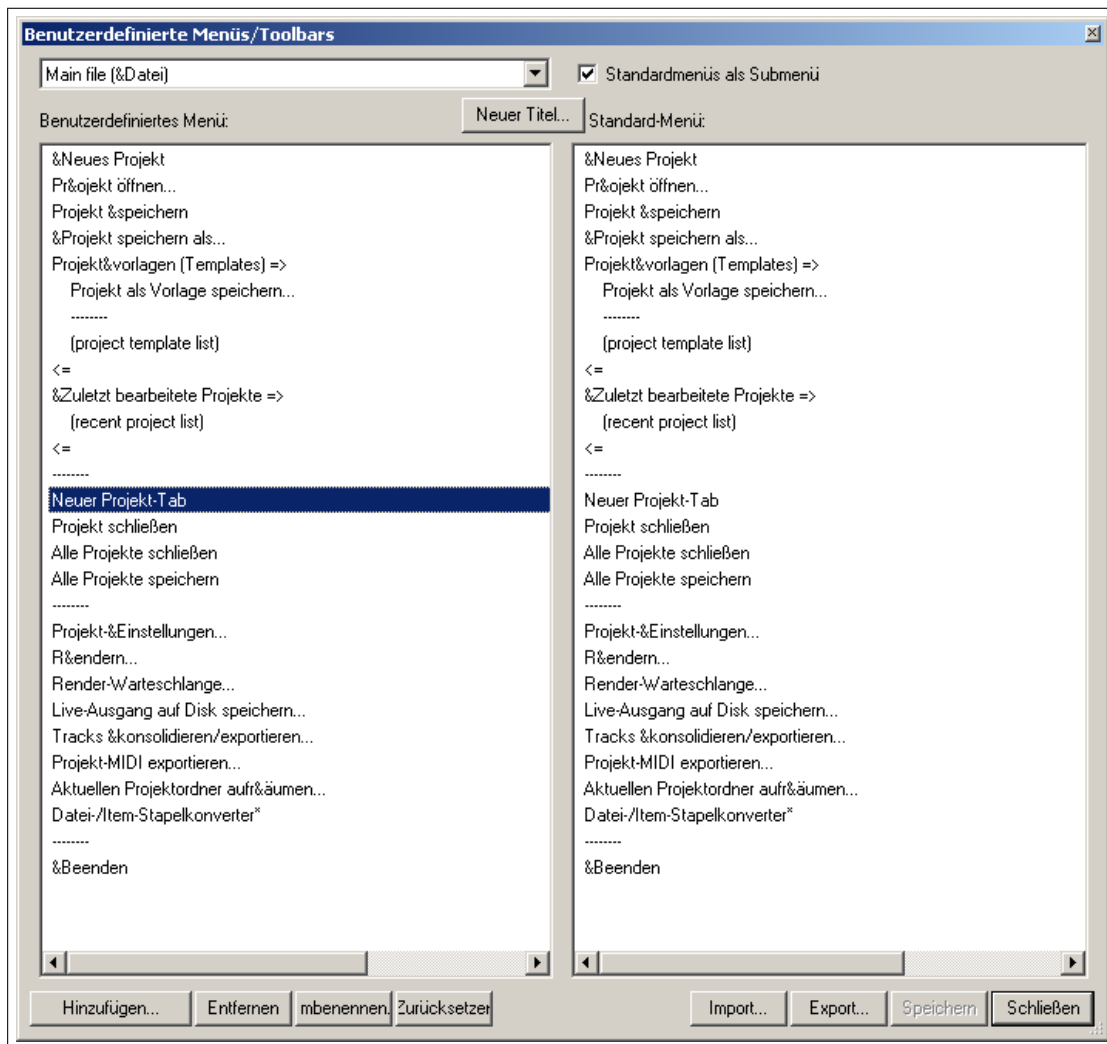 Benutzerdefinierte Menüs/Toolbars
Main file (&Datei)
Standardmenüs als Submenü
Neuer Titel...
Benutzerdefiniertes Menü:
&Neues Projekt
Pr&ojekt öffnen...
Projekt &speichern
&Projekt speichern als...
Projekt&vorlagen (Templates) =>
Projekt als Vorlage speichern...
--------
(project template list)
<=
&Zuletzt bearbeitete Projekte =>
(recent project list)
<=
--------
Neuer Projekt-Tab
Projekt schließen
Alle Projekte schließen
Alle Projekte speichern
--------
Projekt-&Einstellungen...
R&endern...
Render-Warteschlange...
Live-Ausgang auf Disk speichern...
Tracks &konsolidieren/exportieren...
Projekt-MIDI exportieren...
Aktuellen Projektordner aufr&äumen...
Datei-/Item-Stapelkonverter*
--------
&Beenden
Standard-Menü:
&Neues Projekt
Pr&ojekt öffnen...
Projekt &speichern
&Projekt speichern als...
Projekt&vorlagen (Templates) =>
Projekt als Vorlage speichern...
--------
(project template list)
<=
&Zuletzt bearbeitete Projekte =>
(recent project list)
<=
--------
Neuer Projekt-Tab
Projekt schließen
Alle Projekte schließen
Alle Projekte speichern
--------
Projekt-&Einstellungen...
R&endern...
Render-Warteschlange...
Live-Ausgang auf Disk speichern...
Tracks &konsolidieren/exportieren...
Projekt-MIDI exportieren...
Aktuellen Projektordner aufr&äumen...
Datei-/Item-Stapelkonverter*
--------
&Beenden
Hinzufügen...
Entfernen
mbenennen.
Zurücksetzen
Import...
Export...
Speichern
Schließen